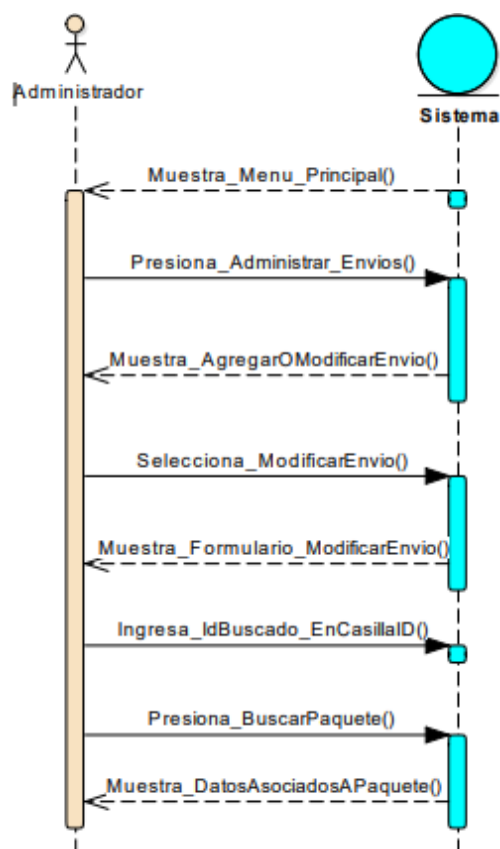 Administrador
Sistema
Muestra_Menu_Principal()
Presiona_Administrar_Envios()
Muestra_AgregarOModificarEnvio()
Selecciona_ModificarEnvio()
Muestra_Formulario_ModificarEnvio()
Ingresa_IdBuscado_EnCasillaID()
Presiona_BuscarPaquete()
Muestra_DatosAsociadosAPaquete()